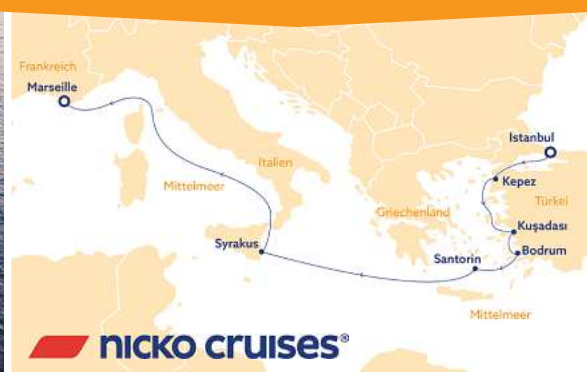 Frankreich
Marseille
Istanbul
Kepez
Italien
Türkei
Mittelmeer
Griechenland
Kuşadası
Syrakus
Santorin
Bodrum
Mittelmeer
nicko cruises®